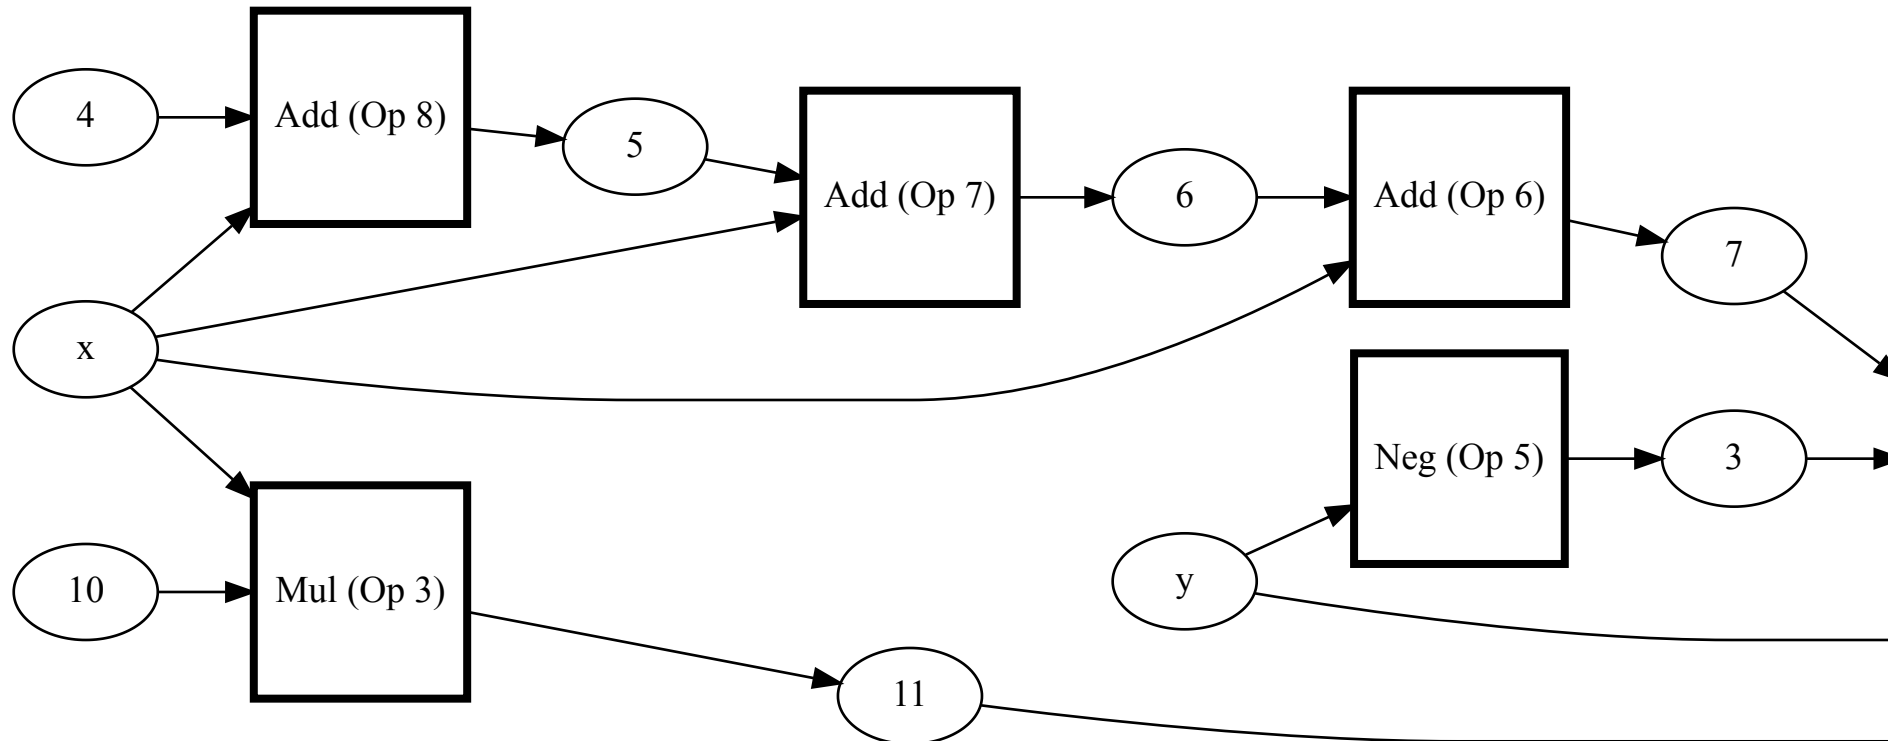 4
Add (Op 8)
5
Add (Op 7)
6
Add (Op 6)
7
x
Neg (Op 5)
3
y
10
Mul (Op 3)
11